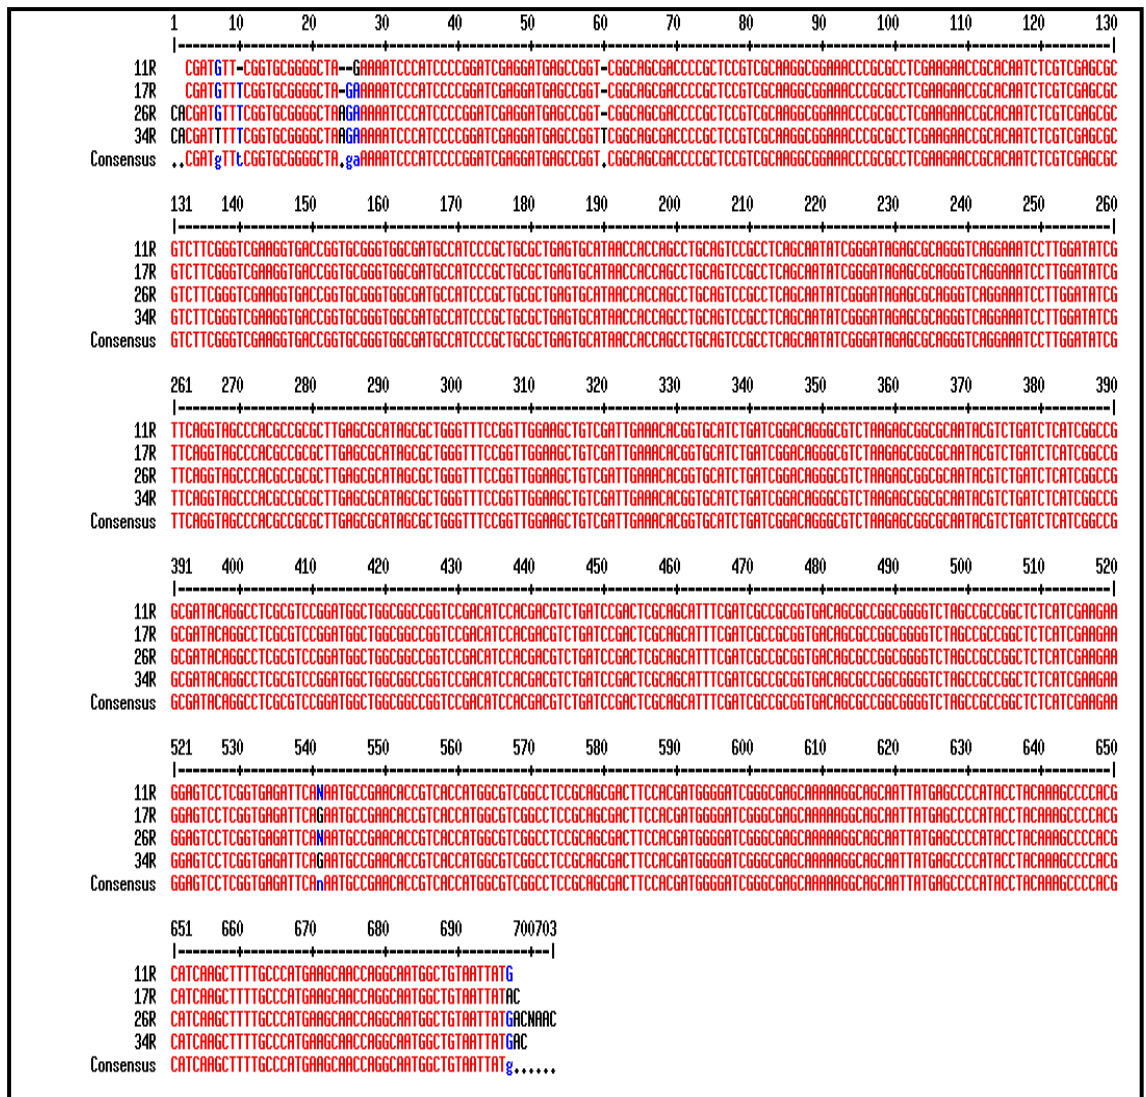 1 10 20 30 40 50 60 70 80 90 100 110 120 130
11R CGATGTT-CGGTGCGGGGCTA--GAAAATCCCATCCCCGGATCGAGGATGAGCCGGT-CGGCAGCGACCCCGCTCCGTCGCAAGGCGGAAACCCGCGCCTCGAAGAACCGCACAATCTCGTCGAGCGC
17R CGATGTTTCGGTGCGGGGCTA-GAAAAATCCCATCCCCGGATCGAGGATGAGCCGGT-CGGCAGCGACCCCGCTCCGTCGCAAGGCGGAAACCCGCGCCTCGAAGAACCGCACAATCTCGTCGAGCGC
26R CACGATGTTTCGGTGCGGGGCTAAGAAAAATCCCATCCCCGGATCGAGGATGAGCCGGT-CGGCAGCGACCCCGCTCCGTCGCAAGGCGGAAACCCGCGCCTCGAAGAACCGCACAATCTCGTCGAGCGC
34R CACGATTTTTCGGTGCGGGGCTAAGAAAAATCCCATCCCCGGATCGAGGATGAGCCGGTTCGGCAGCGACCCCGCTCCGTCGCAAGGCGGAAACCCGCGCCTCGAAGAACCGCACAATCTCGTCGAGCGC
Consensus ..CGATgTTtCGGTGCGGGGCTA.gaAAAATCCCATCCCCGGATCGAGGATGAGCCGGT.CGGCAGCGACCCCGCTCCGTCGCAAGGCGGAAACCCGCGCCTCGAAGAACCGCACAATCTCGTCGAGCGC
131 140 150 160 170 180 190 200 210 220 230 240 250 260
11R GTCTTCGGGTCGAAGGTGACCGGTGCGGGTGGCGATGCCATCCCGCTGCGCTGAGTGCATAACCACCAGCCTGCAGTCCGCCTCAGCAATATCGGGATAGAGCGCAGGGTCAGGAAATCCTTGGATATCG
17R GTCTTCGGGTCGAAGGTGACCGGTGCGGGTGGCGATGCCATCCCGCTGCGCTGAGTGCATAACCACCAGCCTGCAGTCCGCCTCAGCAATATCGGGATAGAGCGCAGGGTCAGGAAATCCTTGGATATCG
26R GTCTTCGGGTCGAAGGTGACCGGTGCGGGTGGCGATGCCATCCCGCTGCGCTGAGTGCATAACCACCAGCCTGCAGTCCGCCTCAGCAATATCGGGATAGAGCGCAGGGTCAGGAAATCCTTGGATATCG
34R GTCTTCGGGTCGAAGGTGACCGGTGCGGGTGGCGATGCCATCCCGCTGCGCTGAGTGCATAACCACCAGCCTGCAGTCCGCCTCAGCAATATCGGGATAGAGCGCAGGGTCAGGAAATCCTTGGATATCG
Consensus GTCTTCGGGTCGAAGGTGACCGGTGCGGGTGGCGATGCCATCCCGCTGCGCTGAGTGCATAACCACCAGCCTGCAGTCCGCCTCAGCAATATCGGGATAGAGCGCAGGGTCAGGAAATCCTTGGATATCG
261 270 280 290 300 310 320 330 340 350 360 370 380 390
11R TTCAGGTAGCCCACGCCGCGCTTGAGCGCATAGCGCTGGGTTTCCGGTTGGAAGCTGTCGATTGAAACACGGTGCATCTGATCGGACAGGGCGTCTAAGAGCGGCGCAATACGTCTGATCTCATCGGCCG
17R TTCAGGTAGCCCACGCCGCGCTTGAGCGCATAGCGCTGGGTTTCCGGTTGGAAGCTGTCGATTGAAACACGGTGCATCTGATCGGACAGGGCGTCTAAGAGCGGCGCAATACGTCTGATCTCATCGGCCG
26R TTCAGGTAGCCCACGCCGCGCTTGAGCGCATAGCGCTGGGTTTCCGGTTGGAAGCTGTCGATTGAAACACGGTGCATCTGATCGGACAGGGCGTCTAAGAGCGGCGCAATACGTCTGATCTCATCGGCCG
34R TTCAGGTAGCCCACGCCGCGCTTGAGCGCATAGCGCTGGGTTTCCGGTTGGAAGCTGTCGATTGAAACACGGTGCATCTGATCGGACAGGGCGTCTAAGAGCGGCGCAATACGTCTGATCTCATCGGCCG
Consensus TTCAGGTAGCCCACGCCGCGCTTGAGCGCATAGCGCTGGGTTTCCGGTTGGAAGCTGTCGATTGAAACACGGTGCATCTGATCGGACAGGGCGTCTAAGAGCGGCGCAATACGTCTGATCTCATCGGCCG
391 400 410 420 430 440 450 460 470 480 490 500 510 520
11R GCGATACAGGCCTCGCGTCCGGATGGCTGGCGGCCGGTCCGACATCCACGACGTCTGATCCGACTCGCAGCATTTCGATCGCCGCGGTGACAGCGCCGGCGGGGTCTAGCCGCCGGCTCTCATCGAAGAA
17R GCGATACAGGCCTCGCGTCCGGATGGCTGGCGGCCGGTCCGACATCCACGACGTCTGATCCGACTCGCAGCATTTCGATCGCCGCGGTGACAGCGCCGGCGGGGTCTAGCCGCCGGCTCTCATCGAAGAA
26R GCGATACAGGCCTCGCGTCCGGATGGCTGGCGGCCGGTCCGACATCCACGACGTCTGATCCGACTCGCAGCATTTCGATCGCCGCGGTGACAGCGCCGGCGGGGTCTAGCCGCCGGCTCTCATCGAAGAA
34R GCGATACAGGCCTCGCGTCCGGATGGCTGGCGGCCGGTCCGACATCCACGACGTCTGATCCGACTCGCAGCATTTCGATCGCCGCGGTGACAGCGCCGGCGGGGTCTAGCCGCCGGCTCTCATCGAAGAA
Consensus GCGATACAGGCCTCGCGTCCGGATGGCTGGCGGCCGGTCCGACATCCACGACGTCTGATCCGACTCGCAGCATTTCGATCGCCGCGGTGACAGCGCCGGCGGGGTCTAGCCGCCGGCTCTCATCGAAGAA
521 530 540 550 560 570 580 590 600 610 620 630 640 650
11R GGAGTCCTCGGTGAGATTCANAATGCCGAACACCGTCACCATGGCGTCGGCCTCCGCAGCGACTTCCACGATGGGGATCGGGCGAGCAAAAAGGCAGCAATTATGAGCCCCATACCTACAAAGCCCCACG
17R GGAGTCCTCGGTGAGATTCAGAATGCCGAACACCGTCACCATGGCGTCGGCCTCCGCAGCGACTTCCACGATGGGGATCGGGCGAGCAAAAAGGCAGCAATTATGAGCCCCATACCTACAAAGCCCCACG
26R GGAGTCCTCGGTGAGATTCANAATGCCGAACACCGTCACCATGGCGTCGGCCTCCGCAGCGACTTCCACGATGGGGATCGGGCGAGCAAAAAGGCAGCAATTATGAGCCCCATACCTACAAAGCCCCACG
34R GGAGTCCTCGGTGAGATTCAGAATGCCGAACACCGTCACCATGGCGTCGGCCTCCGCAGCGACTTCCACGATGGGGATCGGGCGAGCAAAAAGGCAGCAATTATGAGCCCCATACCTACAAAGCCCCACG
Consensus GGAGTCCTCGGTGAGATTCAnAATGCCGAACACCGTCACCATGGCGTCGGCCTCCGCAGCGACTTCCACGATGGGGATCGGGCGAGCAAAAAGGCAGCAATTATGAGCCCCATACCTACAAAGCCCCACG
651 660 670 680 690 700703
11R CATCAAGCTTTTGCCCATGAAGCAACCAGGCAATGGCTGTAATTATG
17R CATCAAGCTTTTGCCCATGAAGCAACCAGGCAATGGCTGTAATTATAC
26R CATCAAGCTTTTGCCCATGAAGCAACCAGGCAATGGCTGTAATTATGACNAAC
34R CATCAAGCTTTTGCCCATGAAGCAACCAGGCAATGGCTGTAATTATGAC
Consensus CATCAAGCTTTTGCCCATGAAGCAACCAGGCAATGGCTGTAATTATg......